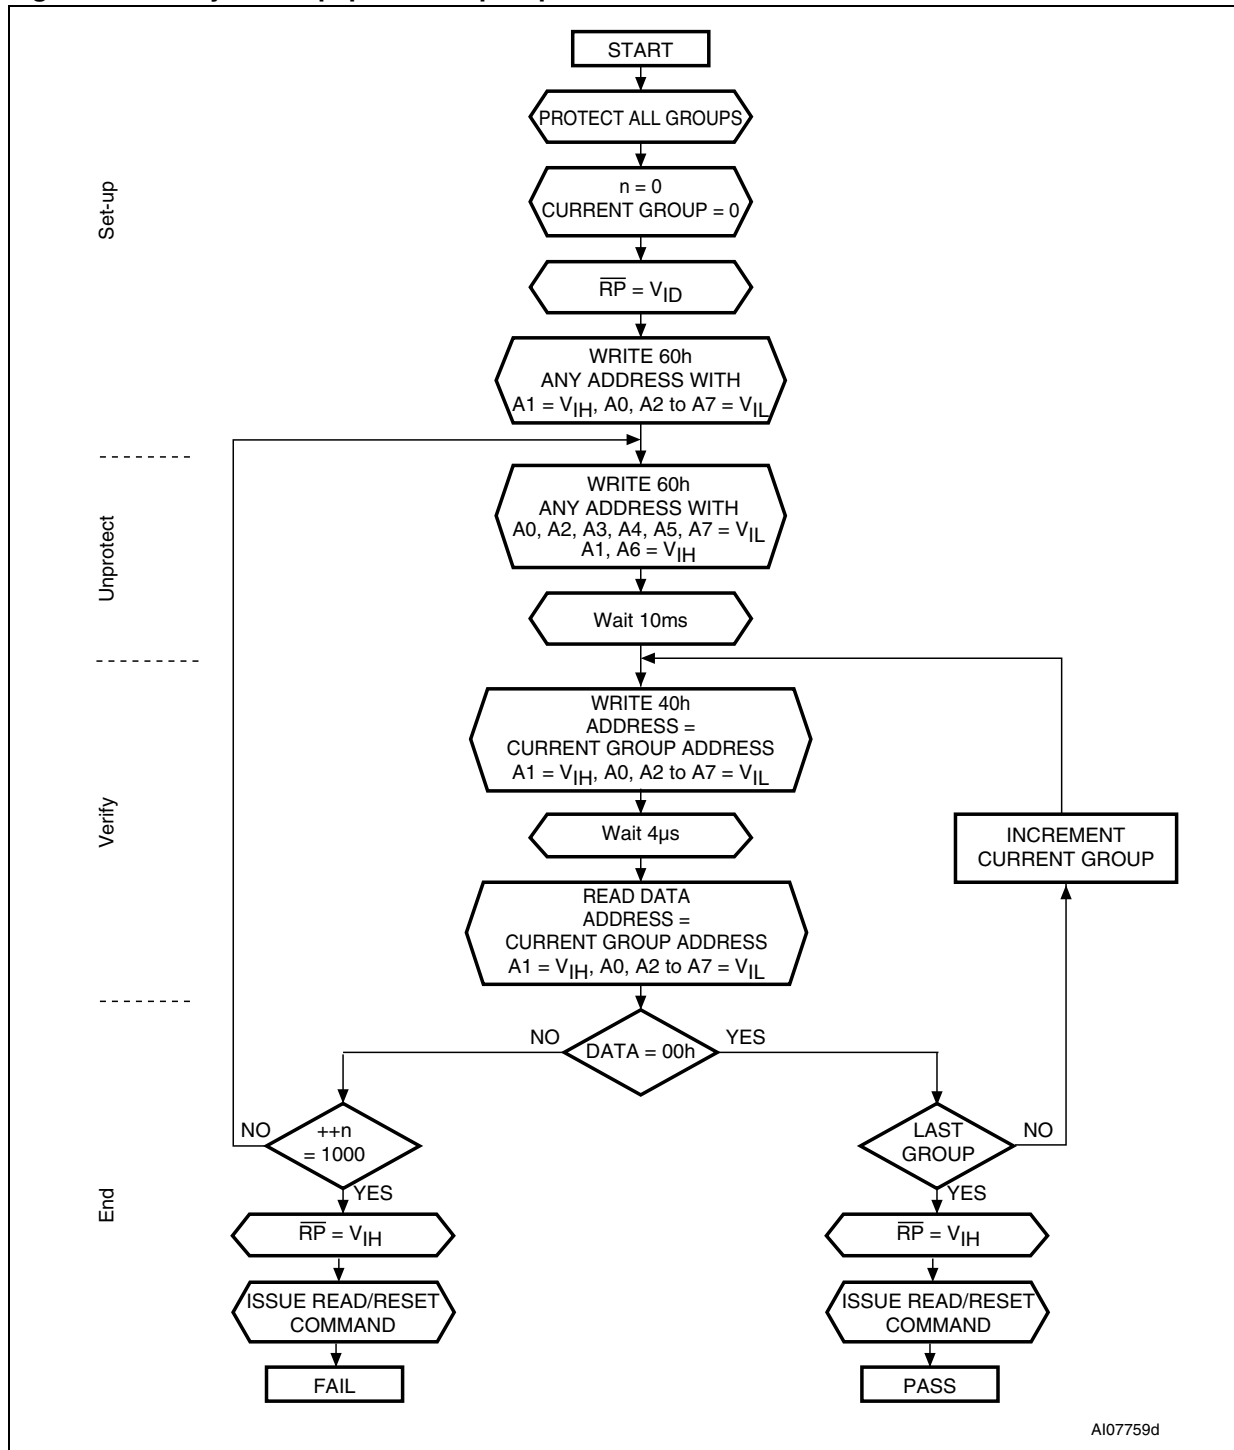 START
PROTECT ALL GROUPS
n = 0
CURRENT GROUP = 0
Set-up
RP = VID
WRITE 60h
ANY ADDRESS WITH
A1 = VIH, A0, A2 to A7 = VIL
Unprotect
WRITE 60h
ANY ADDRESS WITH
A0, A2, A3, A4, A5, A7 = VIL
A1, A6 = VIH
Wait 10ms
Verify
WRITE 40h
ADDRESS =
CURRENT GROUP ADDRESS
A1 = VIH, A0, A2 to A7 = VIL
Wait 4µs
INCREMENT
CURRENT GROUP
READ DATA
ADDRESS =
CURRENT GROUP ADDRESS
A1 = VIH, A0, A2 to A7 = VIL
End
NO
DATA = 00h
YES
NO
++n
= 1000
YES
LAST
GROUP
NO
YES
RP = VIH
RP = VIH
ISSUE READ/RESET
COMMAND
ISSUE READ/RESET
COMMAND
FAIL
PASS
AI07759d